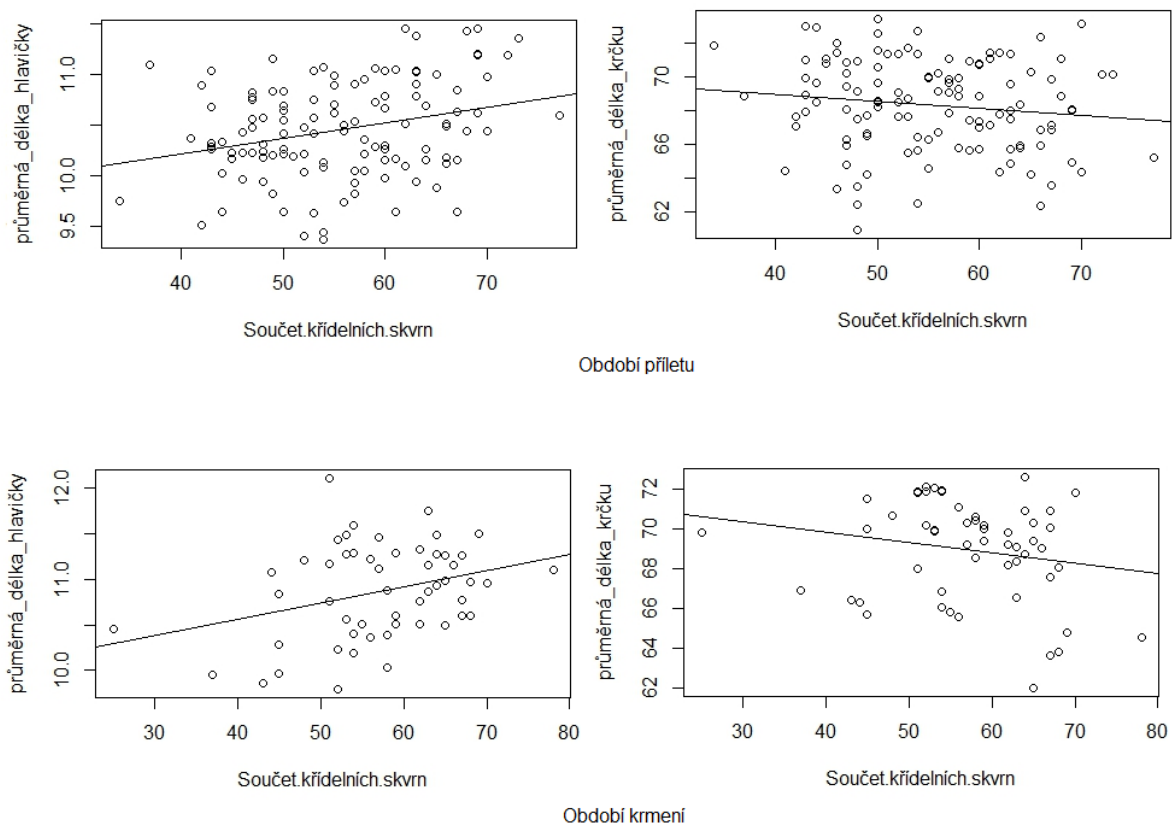 průměrná_délka_hlavičky
9.5 10.0 11.0
40 50 60 70
Součet.křídelních.skvrn
průměrná_délka_krčku
62 66 70
40 50 60 70
Součet.křídelních.skvrn
Období příletu
průměrná_délka_hlavičky
10.0 11.0 12.0
30 40 50 60 70 80
Součet.křídelních.skvrn
průměrná_délka_krčku
62 64 66 68 70 72
30 40 50 60 70 80
Součet.křídelních.skvrn
Období krmení